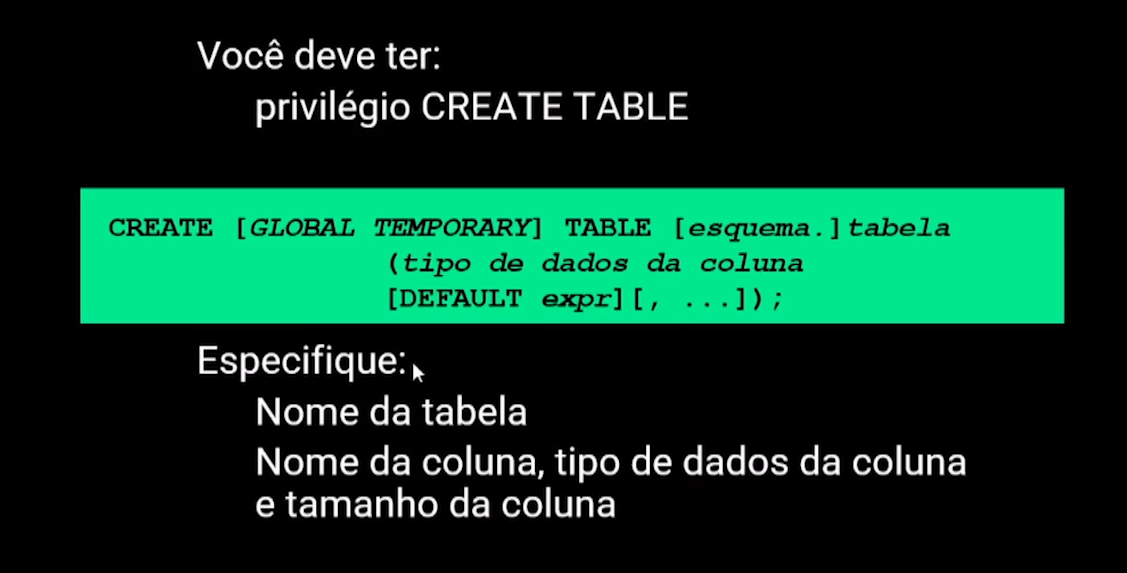 Você deve ter:
privilégio CREATE TABLE
CREATE [GLOBAL TEMPORARY] TABLE [esquema.]tabela
(tipo de dados da coluna
[DEFAULT expr][, ...]);
Especifique:
Nome da tabela
Nome da coluna, tipo de dados da coluna
e tamanho da coluna